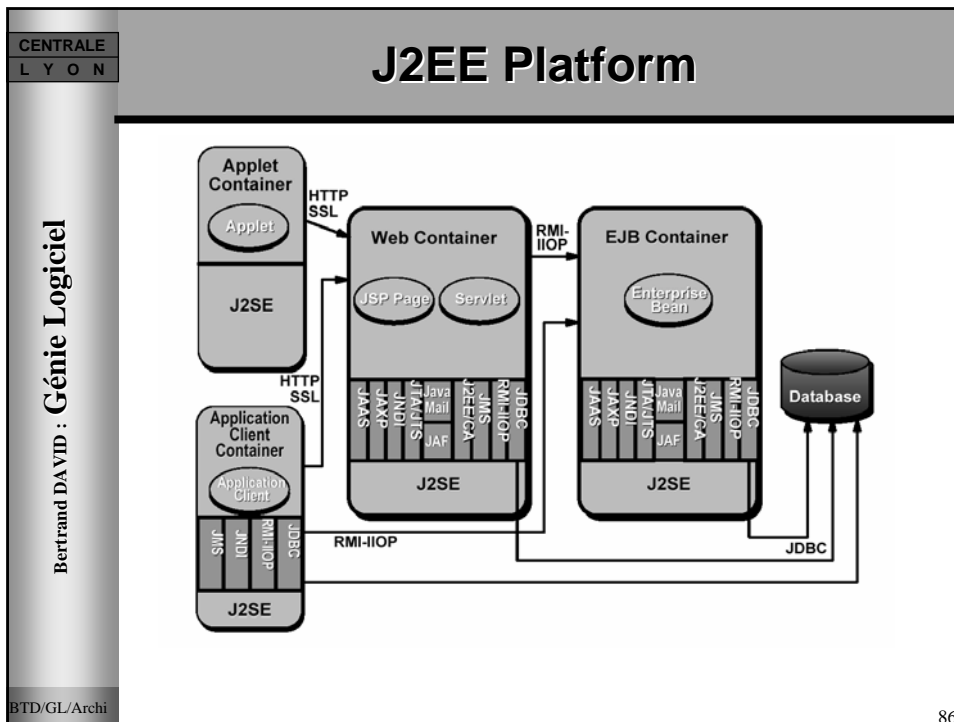 CENTRALE
L Y O N
J2EE Platform
Bertrand DAVID : Génie Logiciel
BTD/GL/Archi
Applet
Container
Applet
J2SE
HTTP
SSL
HTTP
SSL
Application
Client
Container
Application
Client
JMS
JNDI
RMI-IIOP
JDBC
J2SE
Web Container
JSP Page
Servlet
JAAS
JAXP
JNDI
JTA/JTS
Java
Mail
JAF
J2EE/CA
JMS
RMI-IIOP
JDBC
J2SE
RMI-
IIOP
RMI-IIOP
EJB Container
Enterprise
Bean
JAAS
JAXP
JNDI
JTA/JTS
Java
Mail
JAF
J2EE/CA
JMS
RMI-IIOP
JDBC
J2SE
Database
JDBC
86